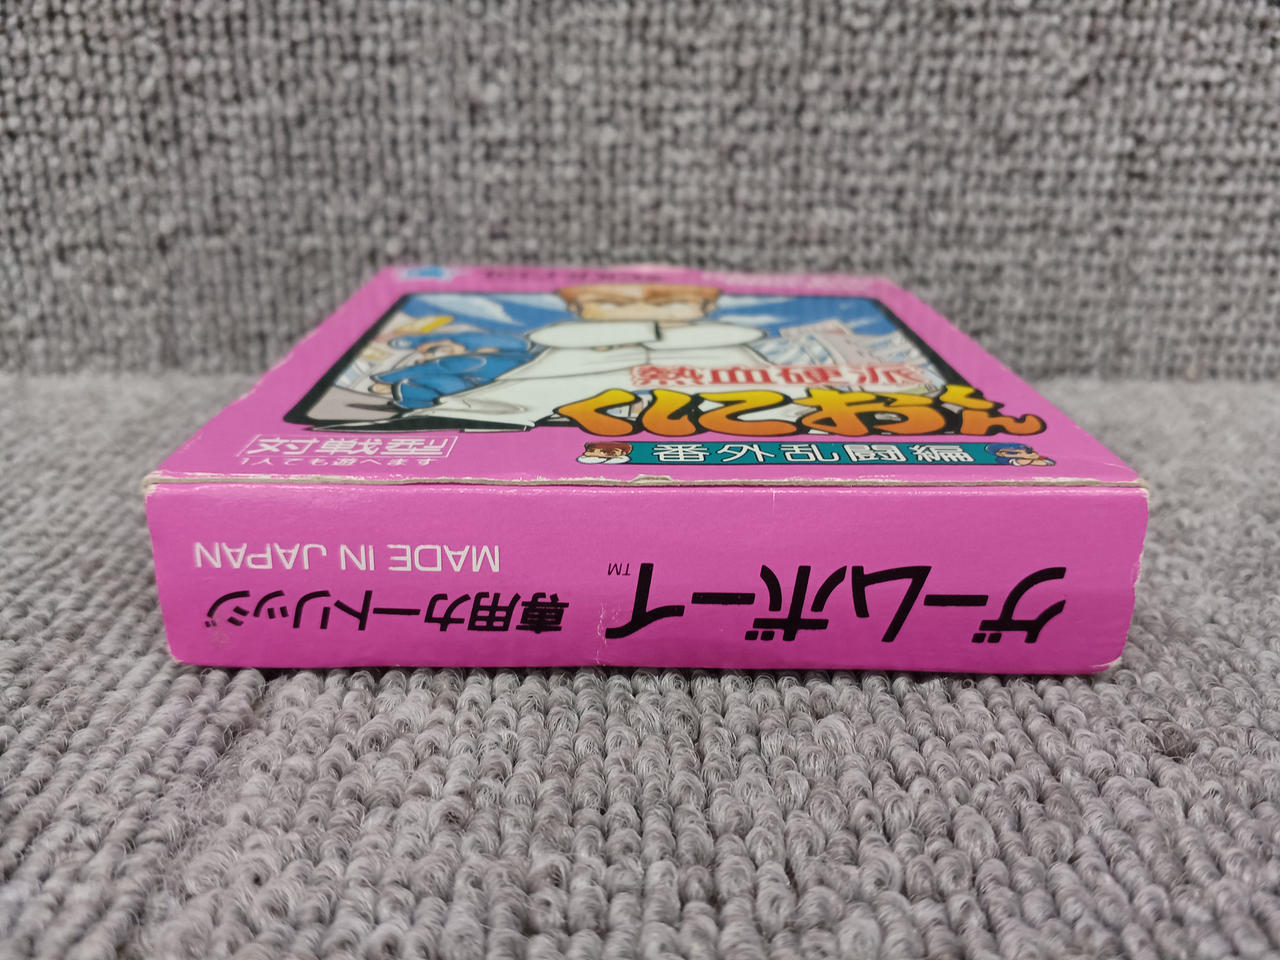 熱血硬派
くにおくん
番外乱闘編
対戦型
1人でも遊べます
ゲームボーイ™
専用カートリッジ
MADE IN JAPAN